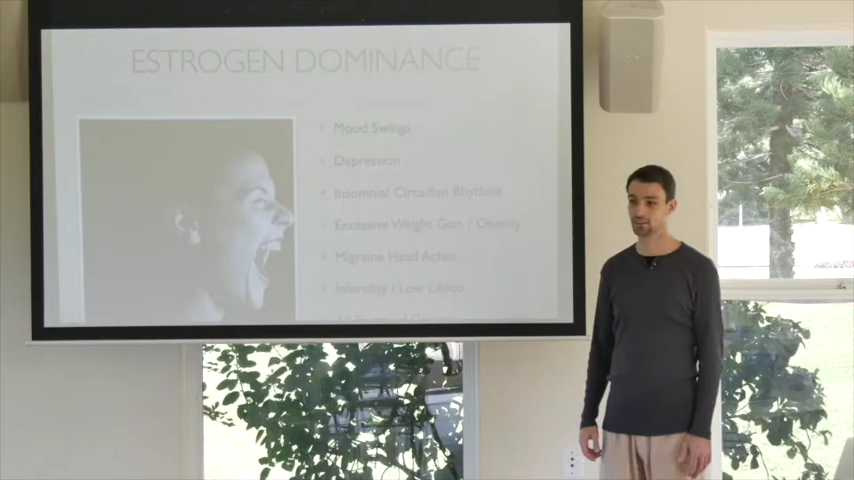 ESTROGEN DOMINANCE
Mood Swings
Depression
Insomnia/ Circadian Rhythms
Excessive Weight Gain / Obesity
Migraine Head Aches
Infertility / Low Libido